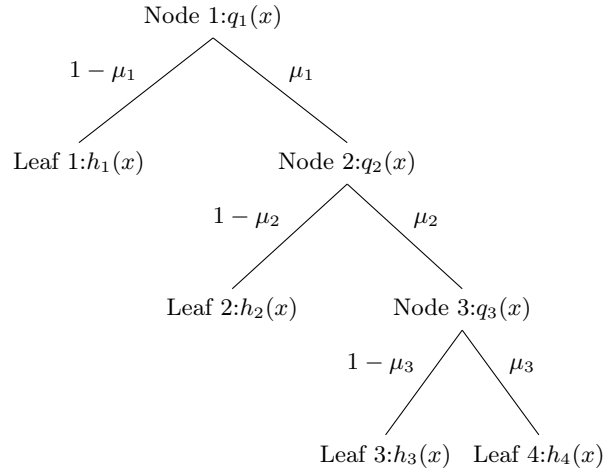 Node 1:q₁(x)
1 − μ₁
μ₁
Leaf 1:h₁(x)
Node 2:q₂(x)
1 − μ₂
μ₂
Leaf 2:h₂(x)
Node 3:q₃(x)
1 − μ₃
μ₃
Leaf 3:h₃(x)
Leaf 4:h₄(x)